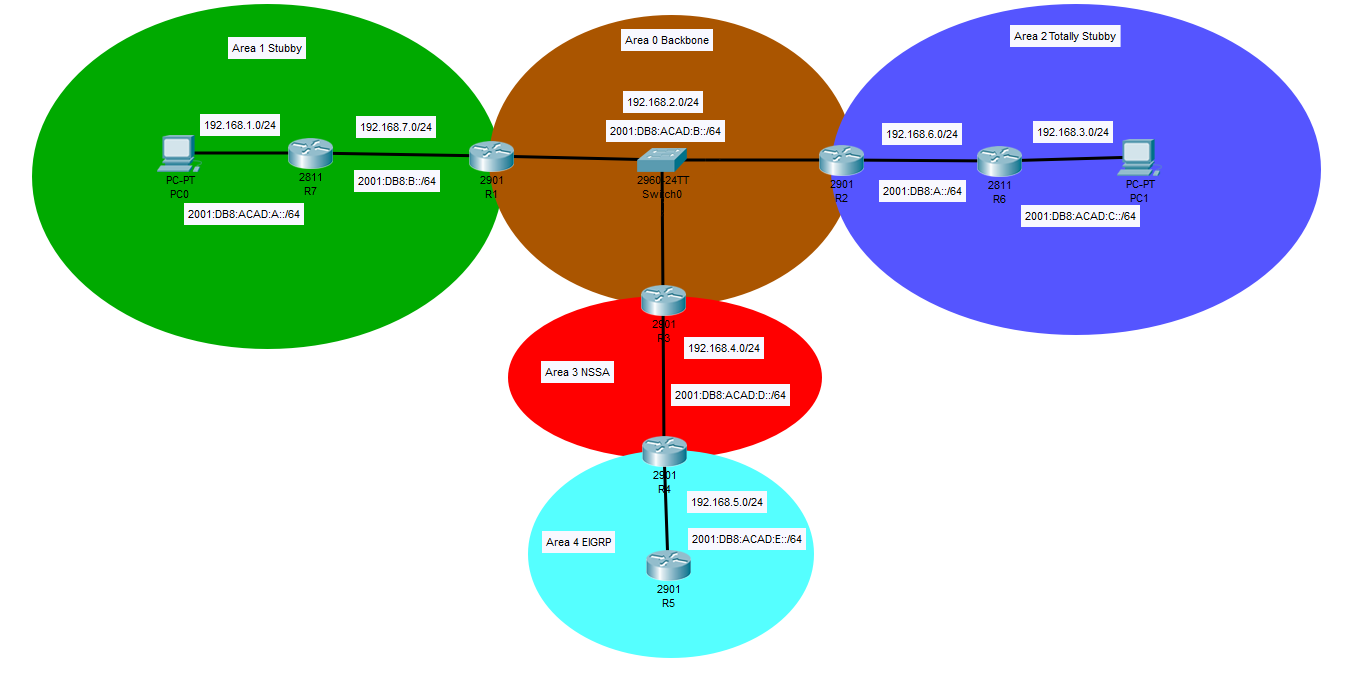 Area 1 Stubby
192.168.1.0/24
192.168.7.0/24
PC-PT
PC0
2811
R7
2001:DB8:B::/64
2001:DB8:ACAD:A::/64
2901
R1
Area 0 Backbone
192.168.2.0/24
2001:DB8:ACAD:B::/64
2960-24TT
Switch0
Area 2 Totally Stubby
192.168.6.0/24
192.168.3.0/24
2901
R2
2001:DB8:A::/64
2811
R6
PC-PT
PC1
2001:DB8:ACAD:C::/64
2901
R3
192.168.4.0/24
Area 3 NSSA
2001:DB8:ACAD:D::/64
2901
R4
192.168.5.0/24
2001:DB8:ACAD:E::/64
Area 4 EIGRP
2901
R5